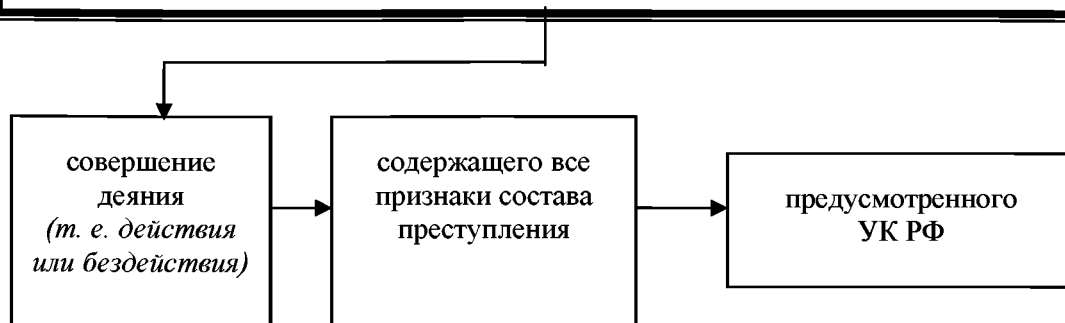 совершение
деяния
(т. е. действия
или бездействия)
содержащего все
признаки состава
преступления
предусмотренного
УК РФ